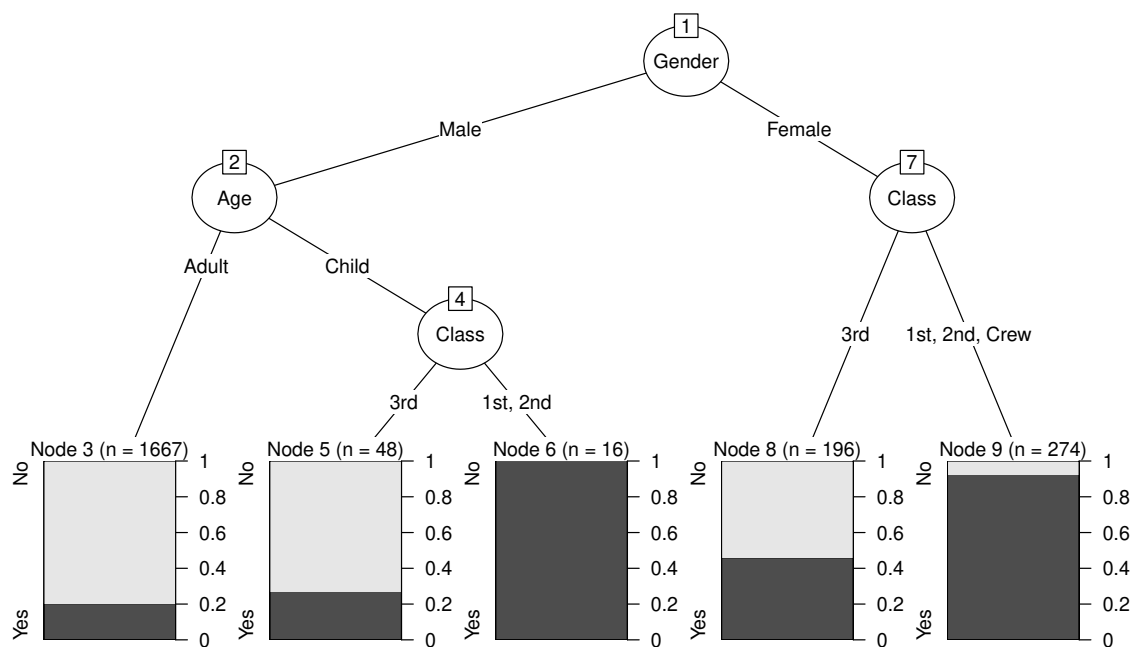 1
Gender
Male
Female
2
Age
7
Class
Adult
Child
4
Class
3rd
1st, 2nd, Crew
3rd
1st, 2nd
Node 3 (n = 1667)
Yes
No
0
0.2
0.4
0.6
0.8
1
Node 5 (n = 48)
Yes
No
0
0.2
0.4
0.6
0.8
1
Node 6 (n = 16)
Yes
No
0
0.2
0.4
0.6
0.8
1
Node 8 (n = 196)
Yes
No
0
0.2
0.4
0.6
0.8
1
Node 9 (n = 274)
Yes
No
0
0.2
0.4
0.6
0.8
1